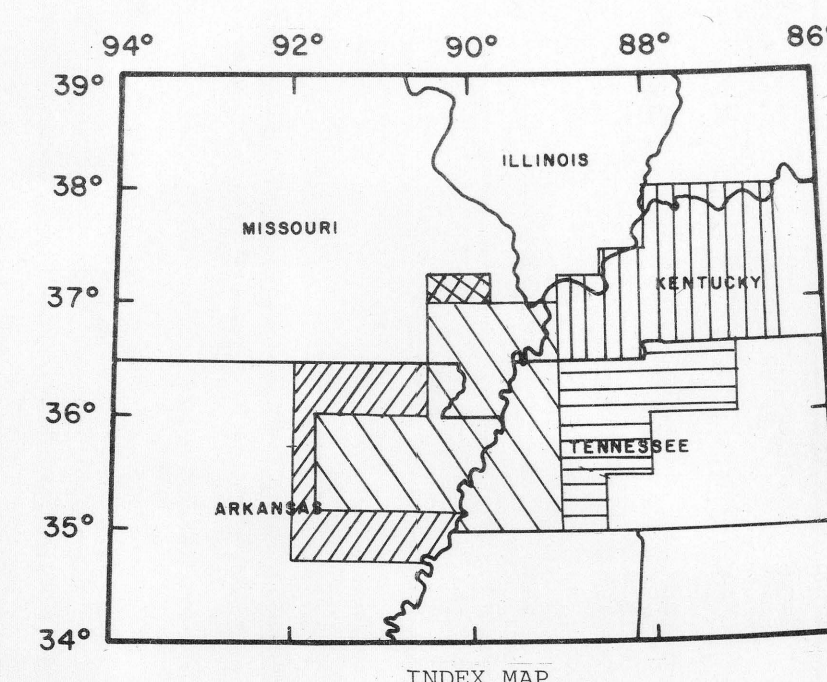 94° 92° 90° 88° 86°
39°
ILLINOIS
38°
MISSOURI
KENTUCKY
37°
36°
TENNESSEE
ARKANSAS
35°
34°
INDEX MAP